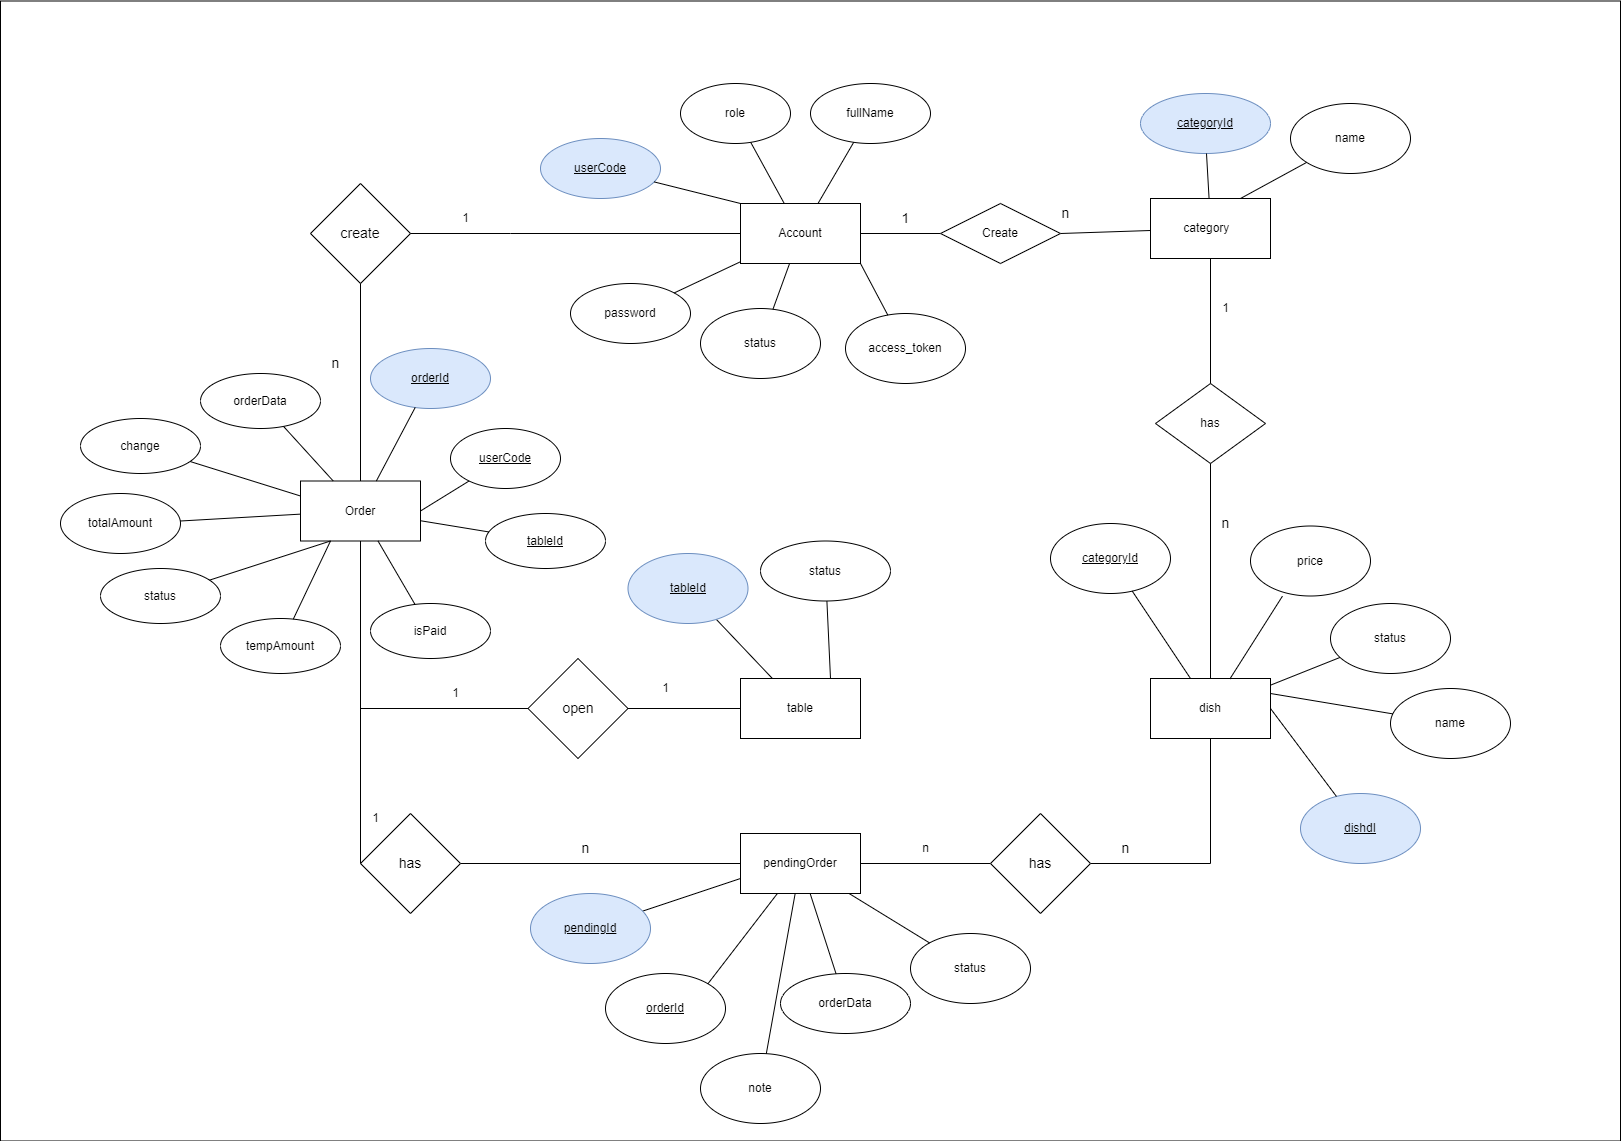 role
fullName
categoryId
name
userCode
1
create
Account
1
Create
n
category
password
status
access_token
1
n
orderId
orderData
has
change
userCode
Order
totalAmount
tableId
n
categoryId
price
status
tableId
status
isPaid
tempAmount
status
1
open
1
table
dish
name
1
has
n
pendingOrder
n
has
n
dishdI
pendingId
status
orderId
orderData
note